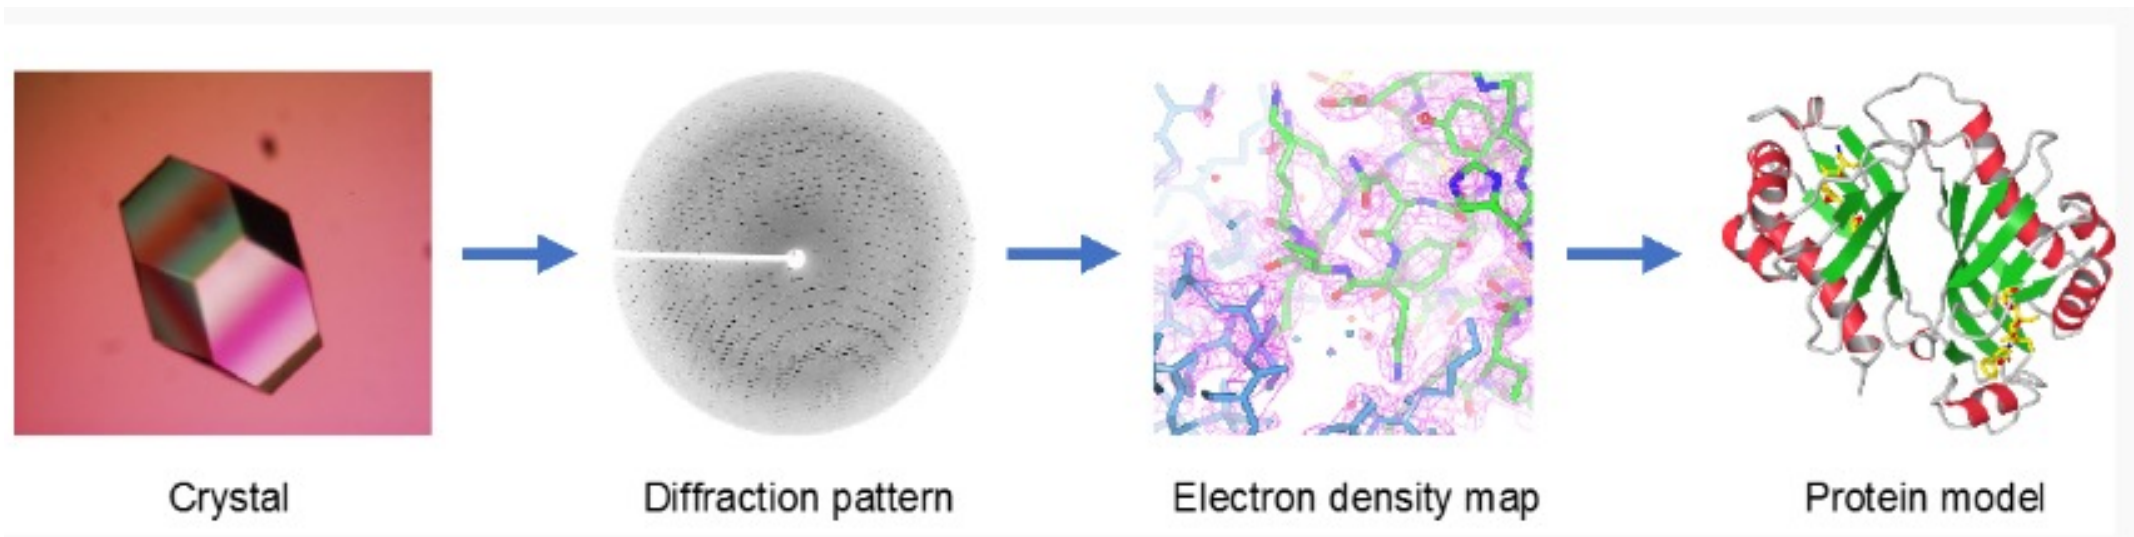 Crystal
Diffraction pattern
Electron density map
Protein model